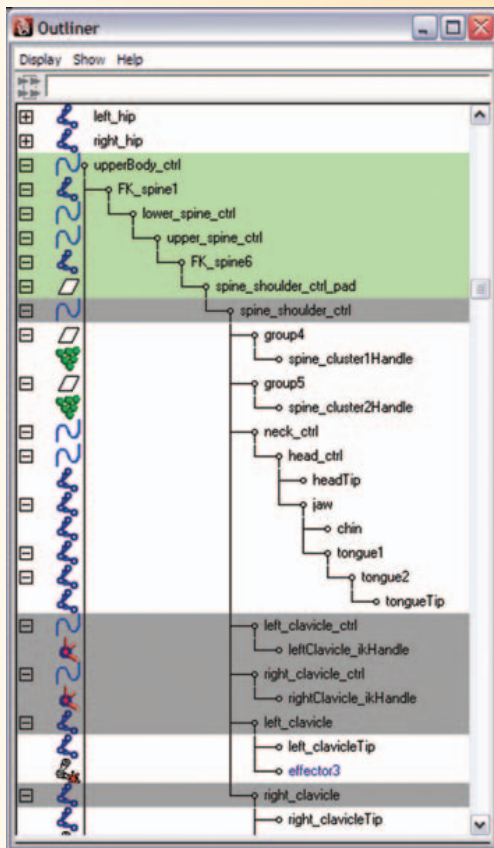 Outliner
Display Show Help
left_hip
right_hip
upperBody_ctrl
FK_spine1
lower_spine_ctrl
upper_spine_ctrl
FK_spine6
spine_shoulder_ctrl_pad
spine_shoulder_ctrl
group4
spine_cluster1Handle
group5
spine_cluster2Handle
neck_ctrl
head_ctrl
headTip
jaw
chin
tongue1
tongue2
tongueTip
left_clavicle_ctrl
leftClavicle_ikHandle
right_clavicle_ctrl
rightClavicle_ikHandle
left_clavicle
left_clavicleTip
effector3
right_clavicle
right_clavicleTip